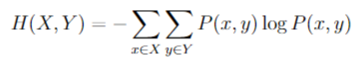 H(X,Y) = − ∑_{x∈X} ∑_{y∈Y} P(x,y) log P(x,y)